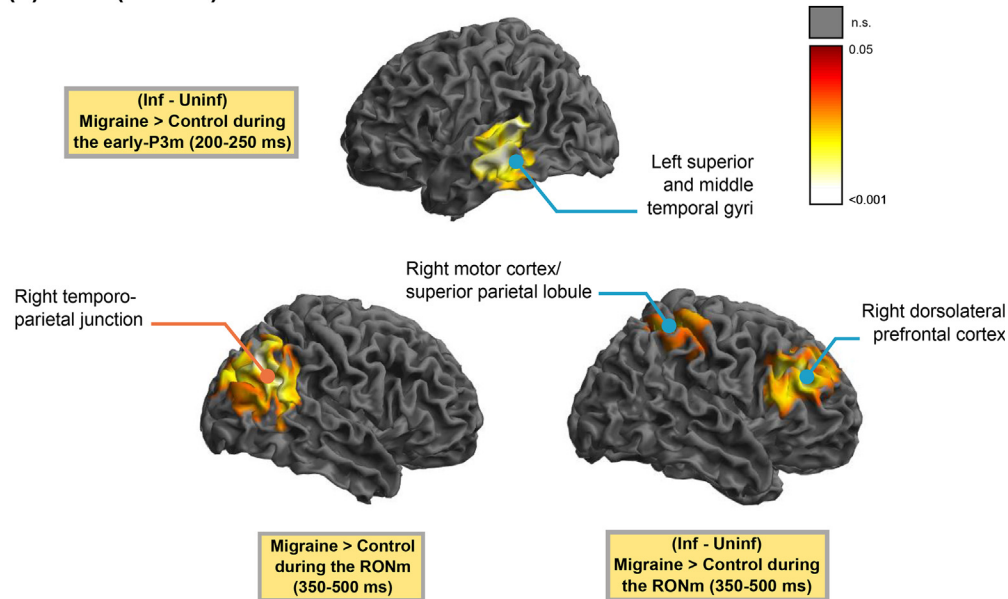 n.s.
0.05
<0.001
(Inf - Uninf)
Migraine > Control during
the early-P3m (200-250 ms)
Left superior
and middle
temporal gyri
Right temporo-
parietal junction
Right motor cortex/
superior parietal lobule
Right dorsolateral
prefrontal cortex
Migraine > Control
during the RONm
(350-500 ms)
(Inf - Uninf)
Migraine > Control during
the RONm (350-500 ms)